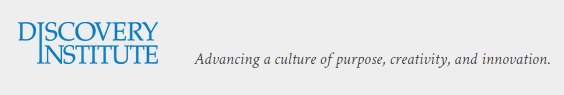 DISCOVERY
INSTITUTE
Advancing a culture of purpose, creativity, and innovation.